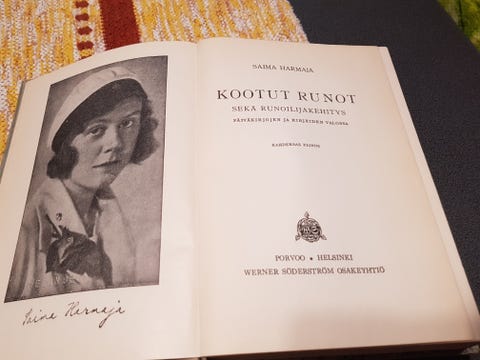 Saima Harmaja
SAIMA HARMAJA
KOOTUT RUNOT
SEKÄ RUNOILIJAKEHITYS
PÄIVÄKIRJOJEN JA KIRJEIDEN VALOSSA
KAHDEKSAS PAINOS
PORVOO • HELSINKI
WERNER SÖDERSTRÖM OSAKEYHTIÖ